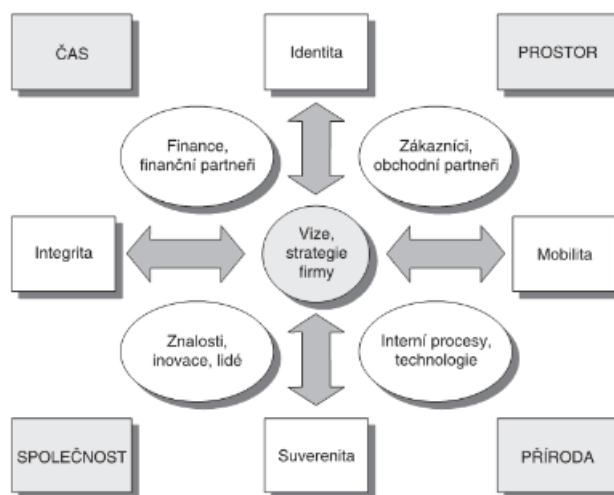 ČAS
Identita
PROSTOR
Finance,
finanční partneři
Zákazníci,
obchodní partneři
Integrita
Vize,
strategie
firmy
Mobilita
Znalosti,
inovace, lidé
Interní procesy,
technologie
SPOLEČNOST
Suverenita
PŘÍRODA